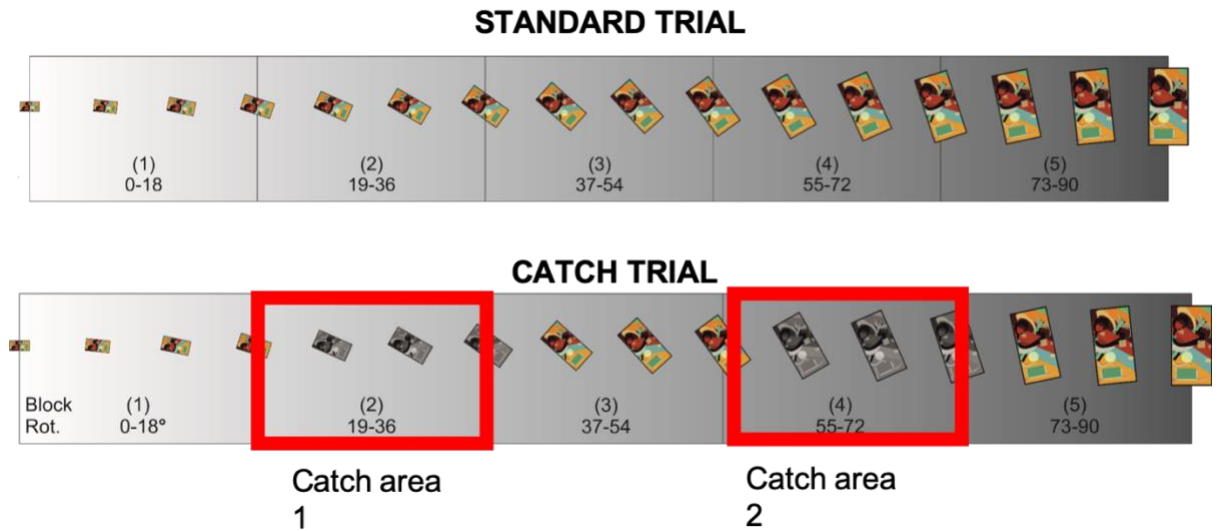 STANDARD TRIAL
(1) (2) (3) (4) (5)
0-18 19-36 37-54 55-72 73-90
CATCH TRIAL
Block (1) (2) (3) (4) (5)
Rot. 0-18º 19-36 37-54 55-72 73-90
Catch area Catch area
1 2